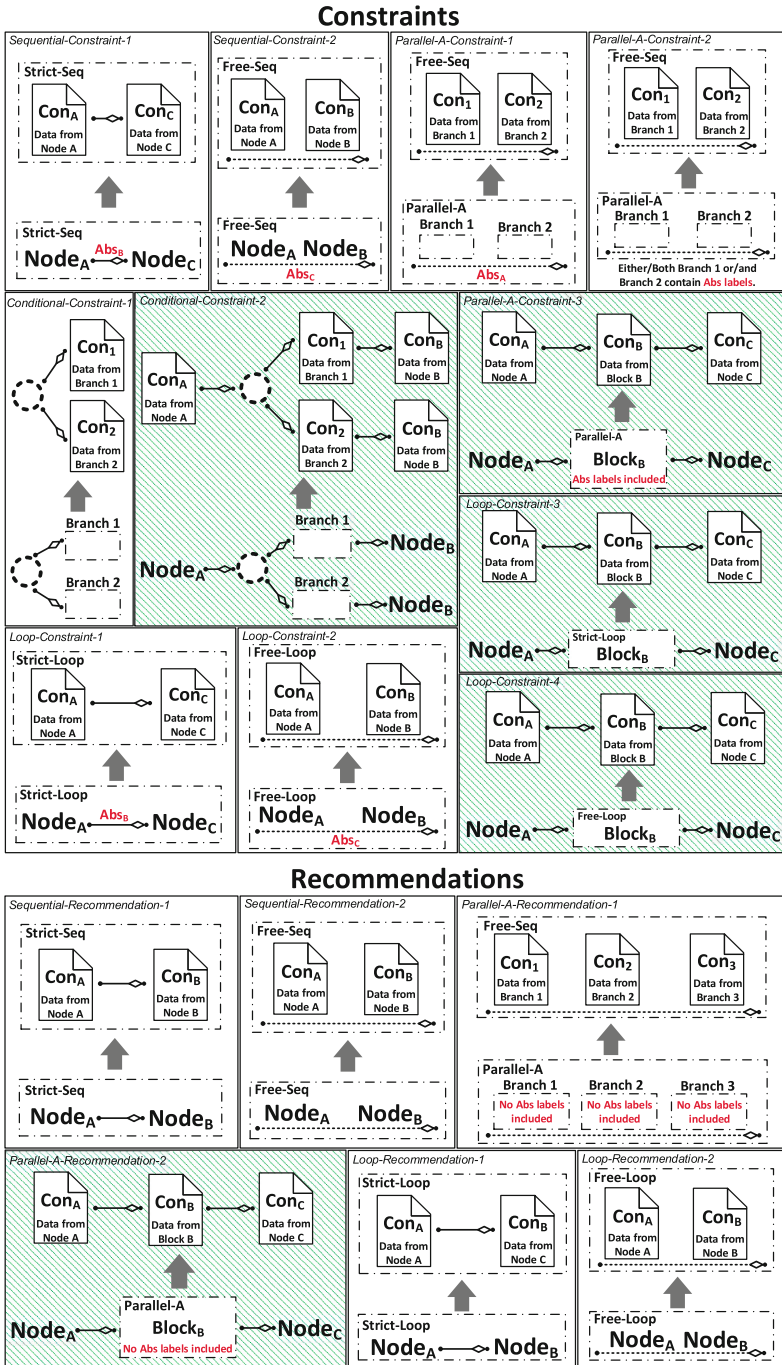 Constraints
Sequential-Constraint-1
Strict-Seq
ConA
Data from
Node A
ConC
Data from
Node C
Strict-Seq
NodeA
AbsB
NodeC
Sequential-Constraint-2
Free-Seq
ConA
Data from
Node A
ConB
Data from
Node B
Free-Seq
NodeA NodeB
AbsC
Parallel-A-Constraint-1
Free-Seq
Con1
Data from
Branch 1
Con2
Data from
Branch 2
Parallel-A
Branch 1
Branch 2
AbsA
Parallel-A-Constraint-2
Free-Seq
Con1
Data from
Branch 1
Con2
Data from
Branch 2
Parallel-A
Branch 1
Branch 2
Either/Both Branch 1 or/and
Branch 2 contain Abs labels.
Conditional-Constraint-1
Con1
Data from
Branch 1
Con2
Data from
Branch 2
Branch 1
Branch 2
Conditional-Constraint-2
ConA
Data from
Node A
Con1
Data from
Branch 1
ConB
Data from
Node B
Con2
Data from
Branch 2
ConB
Data from
Node B
Branch 1
NodeA
NodeB
Branch 2
NodeB
Parallel-A-Constraint-3
ConA
Data from
Node A
ConB
Data from
Block B
ConC
Data from
Node C
Parallel-A
NodeA
BlockB
NodeC
Abs labels included
Loop-Constraint-3
ConA
Data from
Node A
ConB
Data from
Block B
ConC
Data from
Node C
Strict-Loop
NodeA
BlockB
NodeC
Loop-Constraint-1
Strict-Loop
ConA
Data from
Node A
ConC
Data from
Node C
Strict-Loop
NodeA
AbsB
NodeC
Loop-Constraint-2
Free-Loop
ConA
Data from
Node A
ConB
Data from
Node B
Free-Loop
NodeA
NodeB
AbsC
Loop-Constraint-4
ConA
Data from
Node A
ConB
Data from
Block B
ConC
Data from
Node C
Free-Loop
NodeA
BlockB
NodeC
Recommendations
Sequential-Recommendation-1
Strict-Seq
ConA
Data from
Node A
ConB
Data from
Node B
Strict-Seq
NodeA
NodeB
Sequential-Recommendation-2
Free-Seq
ConA
Data from
Node A
ConB
Data from
Node B
Free-Seq
NodeA
NodeB
Parallel-A-Recommendation-1
Free-Seq
Con1
Data from
Branch 1
Con2
Data from
Branch 2
Con3
Data from
Branch 3
Parallel-A
Branch 1
Branch 2
Branch 3
No Abs labels
included
No Abs labels
included
No Abs labels
included
Parallel-A-Recommendation-2
ConA
Data from
Node A
ConB
Data from
Block B
ConC
Data from
Node C
Parallel-A
NodeA
BlockB
NodeC
No Abs labels included
Loop-Recommendation-1
Strict-Loop
ConA
Data from
Node A
ConB
Data from
Node C
Strict-Loop
NodeA
NodeB
Loop-Recommendation-2
Free-Loop
ConA
Data from
Node A
ConB
Data from
Node B
Free-Loop
NodeA NodeB